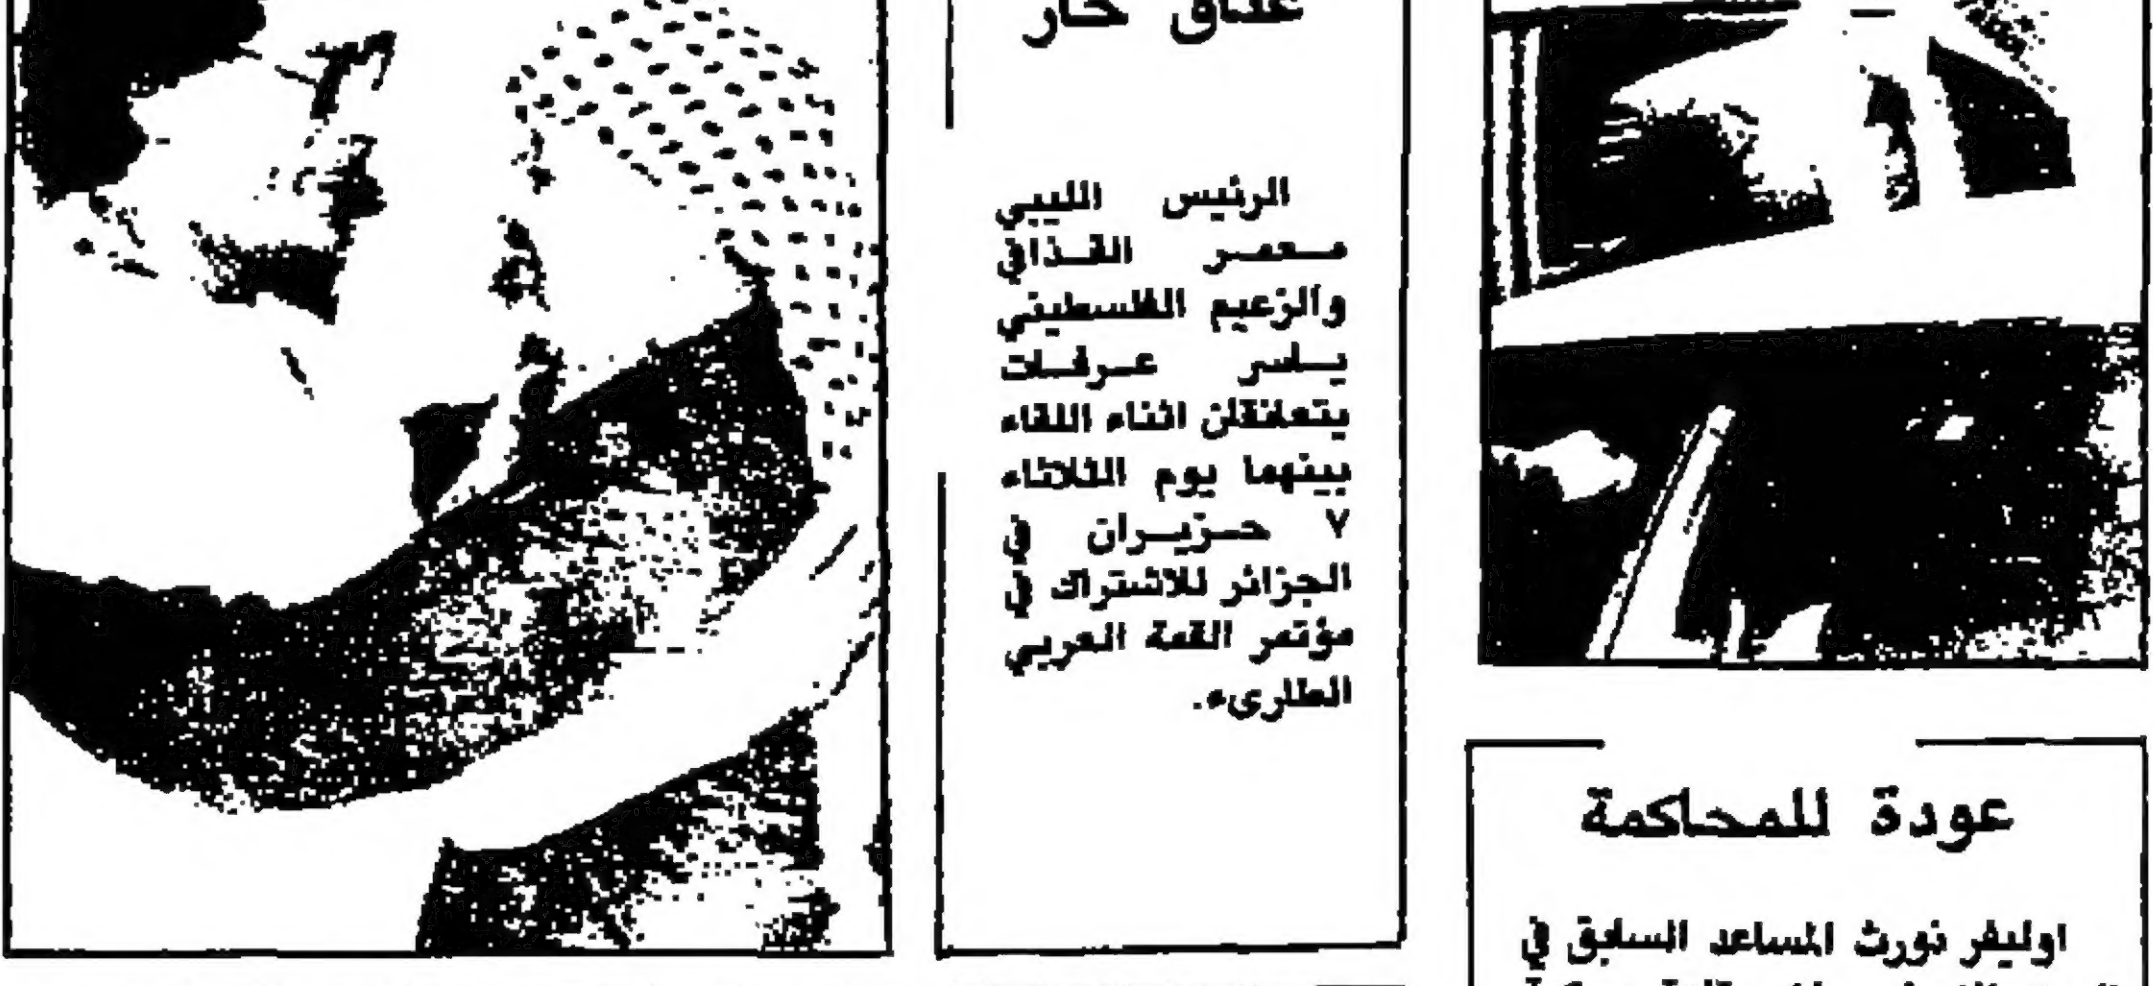 عناق حار
الرئيس الليبي
معمر القذافي
والزعيم الفلسطيني
ياسر عرفات
يتعانقان اثناء اللقاء
بينهما يوم الثلاثاء
٧ حزيران في
الجزائر للاشتراك في
مؤتمر القمة العربي
الطارىء.
عودة للمحاكمة
اوليفر نورث المساعد السابق في